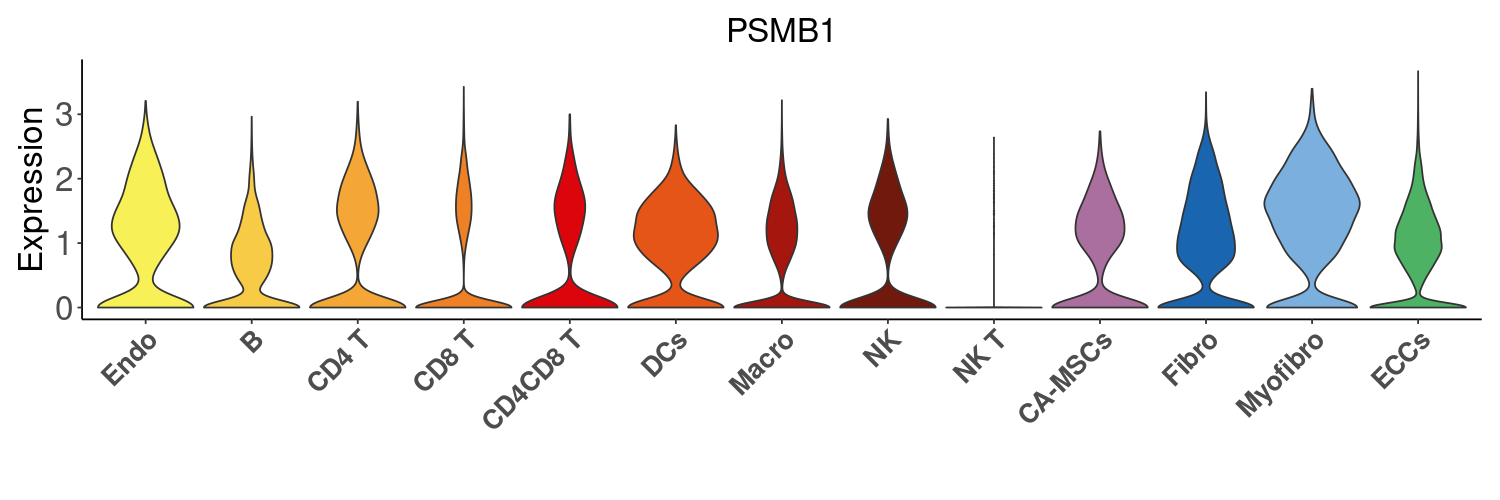 PSMB1
Expression
3
2
1
0
Endo
B
CD4 T
CD8 T
CD4CD8 T
DCs
Macro
NK
NK T
CA-MSCs
Fibro
Myofibro
ECCs